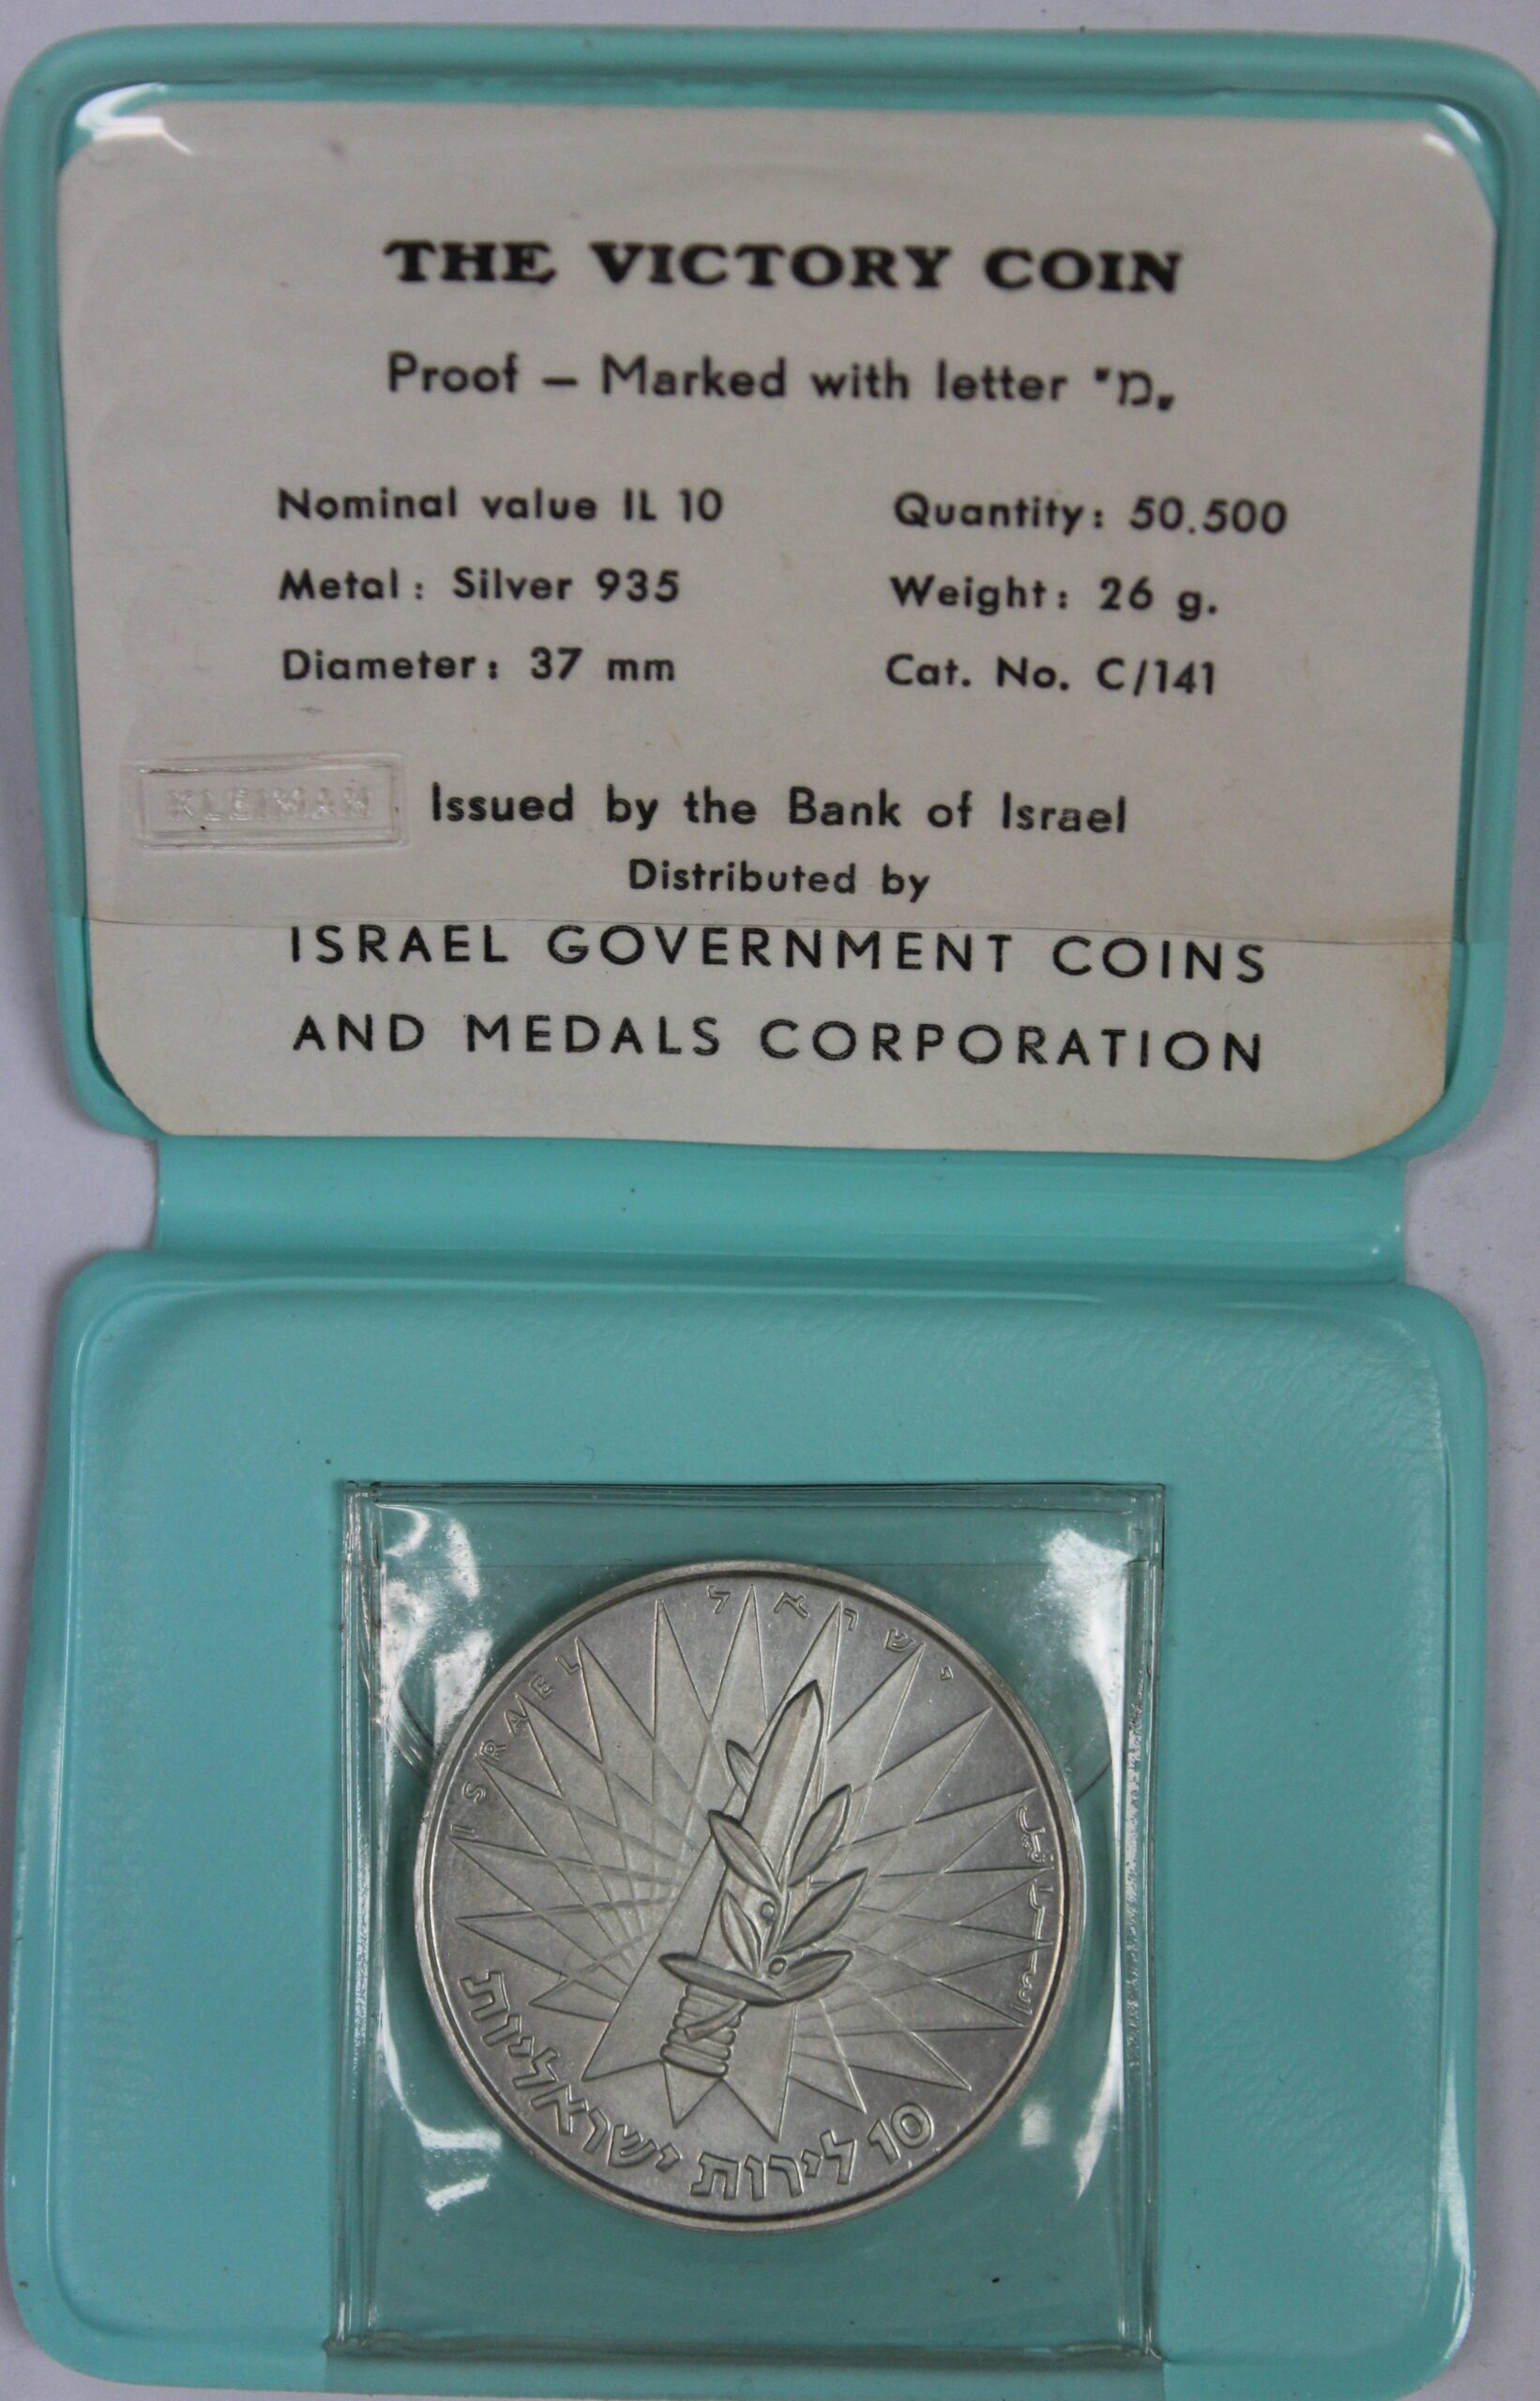 THE VICTORY COIN
Proof – Marked with letter "מ„
Nominal value IL 10 Quantity: 50.500
Metal: Silver 935 Weight: 26 g.
Diameter: 37 mm Cat. No. C/141
KLEIMAN
Issued by the Bank of Israel
Distributed by
ISRAEL GOVERNMENT COINS
AND MEDALS CORPORATION
ישראל
ISRAEL
اسرائيل
10 לירות ישראליות